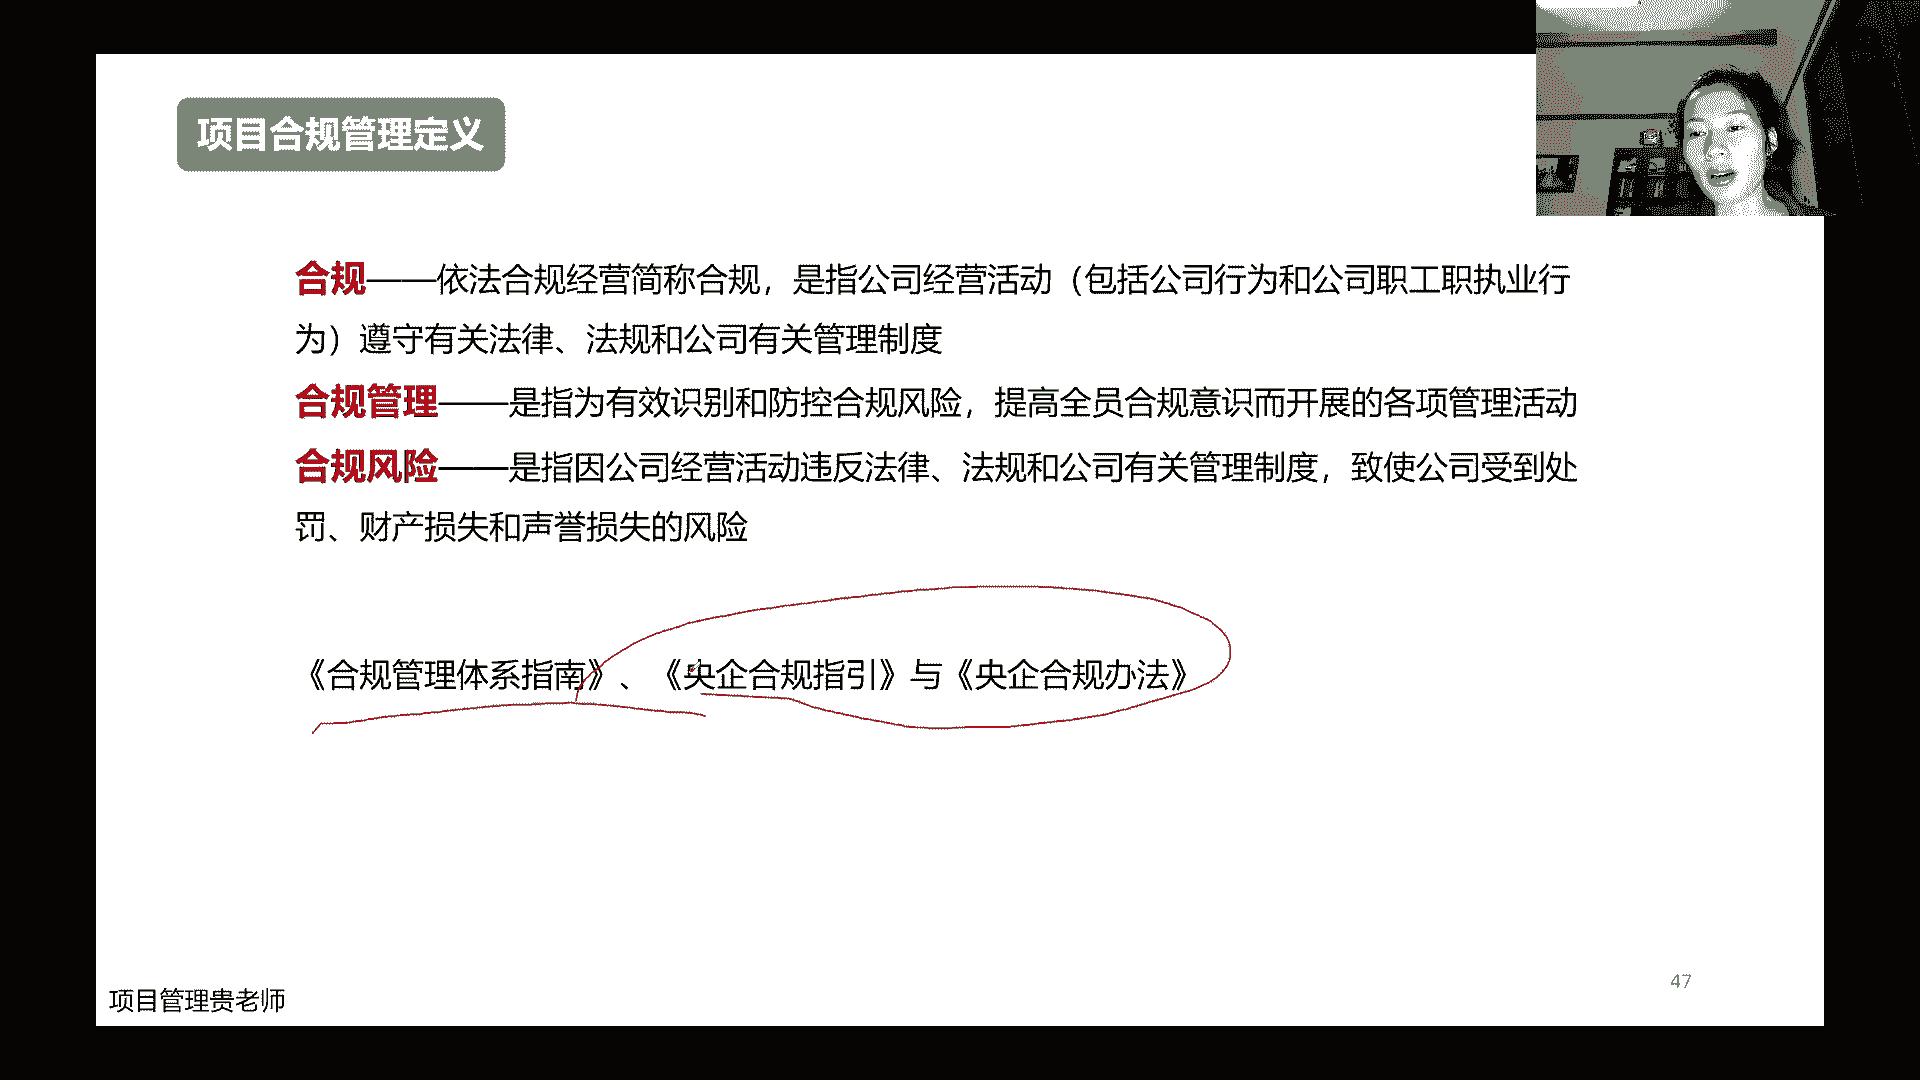 项目合规管理定义
合规——依法合规经营简称合规，是指公司经营活动（包括公司行为和公司职工职执业行
为）遵守有关法律、法规和公司有关管理制度
合规管理——是指为有效识别和防控合规风险，提高全员合规意识而开展的各项管理活动
合规风险——是指因公司经营活动违反法律、法规和公司有关管理制度，致使公司受到处
罚、财产损失和声誉损失的风险
《合规管理体系指南》、《央企合规指引》与《央企合规办法》
47
项目管理贵老师